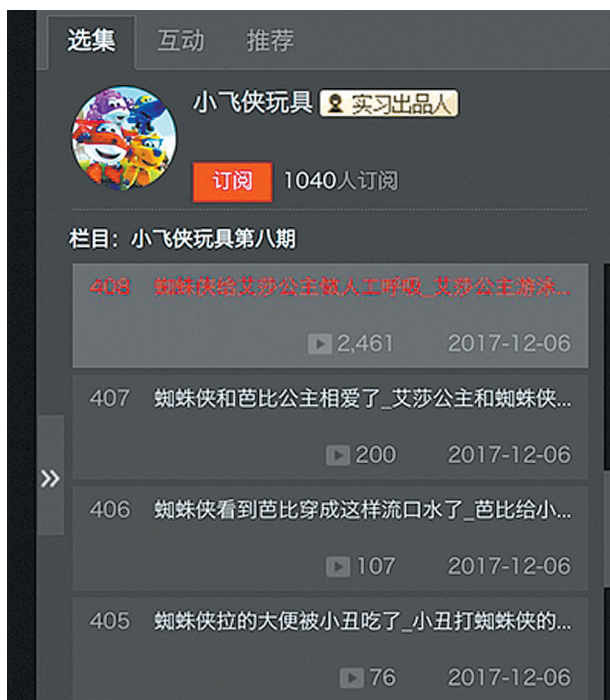 选集 互动 推荐
小飞侠玩具 实习出品人
订阅 1040人订阅
栏目：小飞侠玩具第八期
408 蜘蛛侠给艾莎公主做人工呼吸_艾莎公主游泳...
2,461 2017-12-06
407 蜘蛛侠和芭比公主相爱了_艾莎公主和蜘蛛侠...
200 2017-12-06
406 蜘蛛侠看到芭比穿成这样流口水了_芭比给小...
107 2017-12-06
405 蜘蛛侠拉的大便被小丑吃了_小丑打蜘蛛侠的...
76 2017-12-06